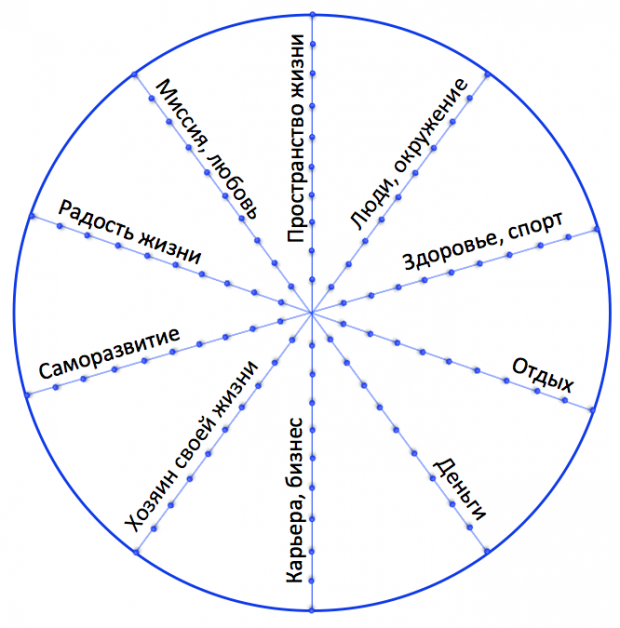 Пространство жизни
Люди, окружение
Здоровье, спорт
Отдых
Деньги
Карьера, бизнес
Хозяин своей жизни
Саморазвитие
Радость жизни
Миссия, любовь